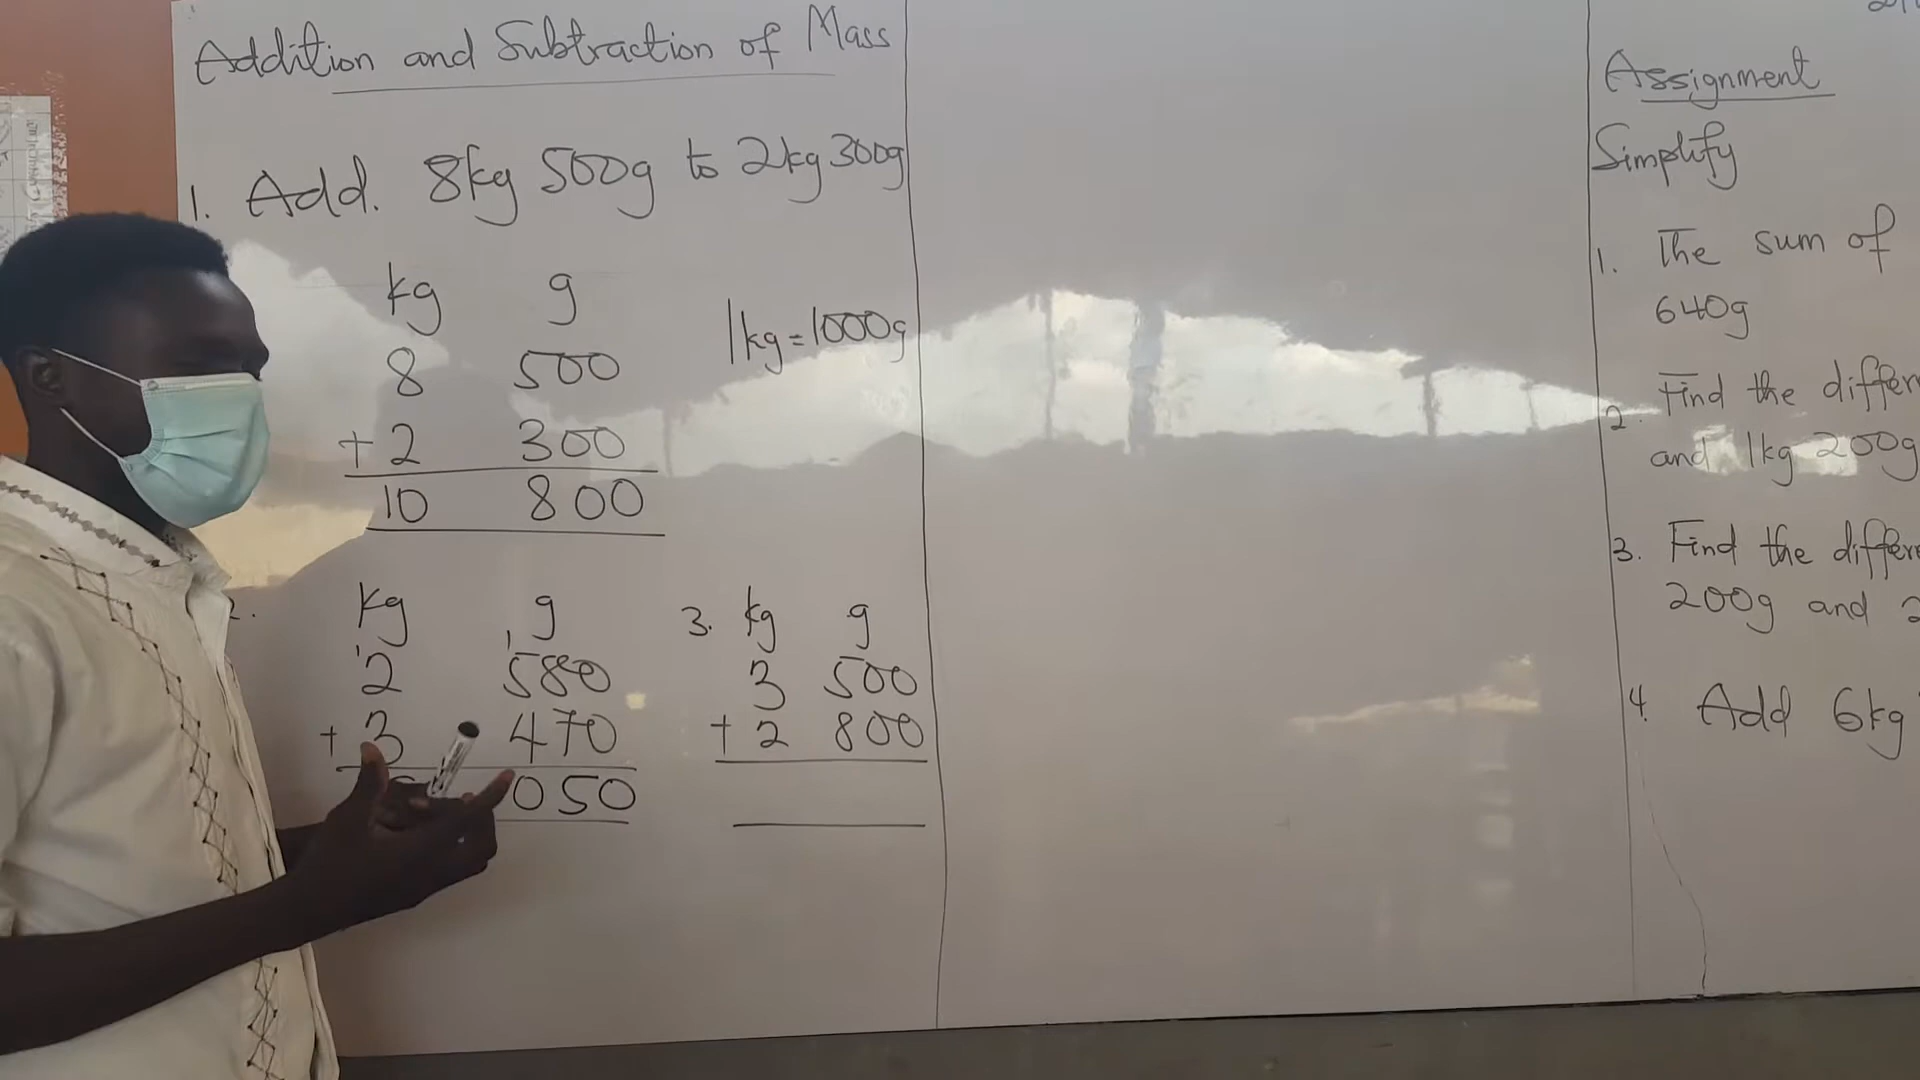 Addition and Subtraction of Mass
1. Add. 8kg 500g to 2kg 300g
kg g
8 500
+ 2 300
10 800
1kg = 1000g
2. kg g
1 1
2 580
+ 3 470
050
3. kg g
3 500
+ 2 800
Assignment
Simplify
1. The sum of
640g
2. Find the
and 1kg 200g
3. Find the
200g and
4. Add 6kg